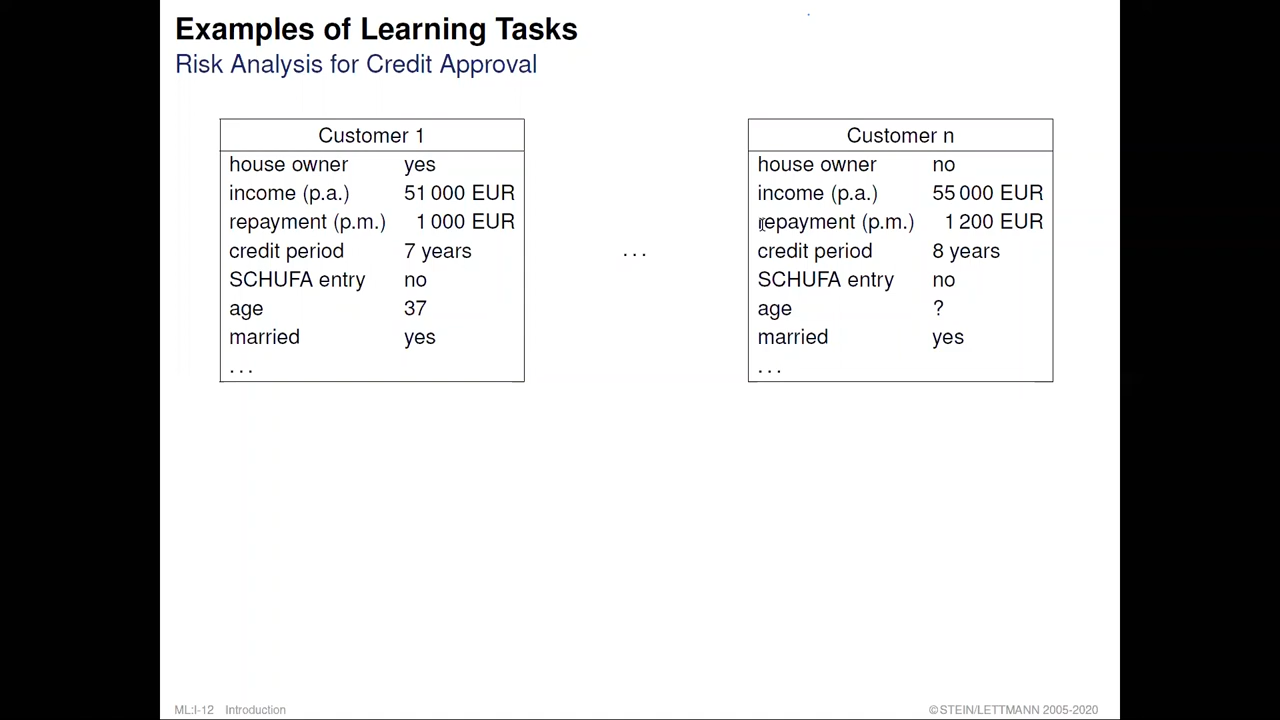 Examples of Learning Tasks
Risk Analysis for Credit Approval
Customer 1
house owner yes
income (p.a.) 51 000 EUR
repayment (p.m.) 1 000 EUR
credit period 7 years
SCHUFA entry no
age 37
married yes
. . .
. . .
Customer n
house owner no
income (p.a.) 55 000 EUR
repayment (p.m.) 1 200 EUR
credit period 8 years
SCHUFA entry no
age ?
married yes
. . .
ML:I-12 Introduction
©STEIN/LETTMANN 2005-2020